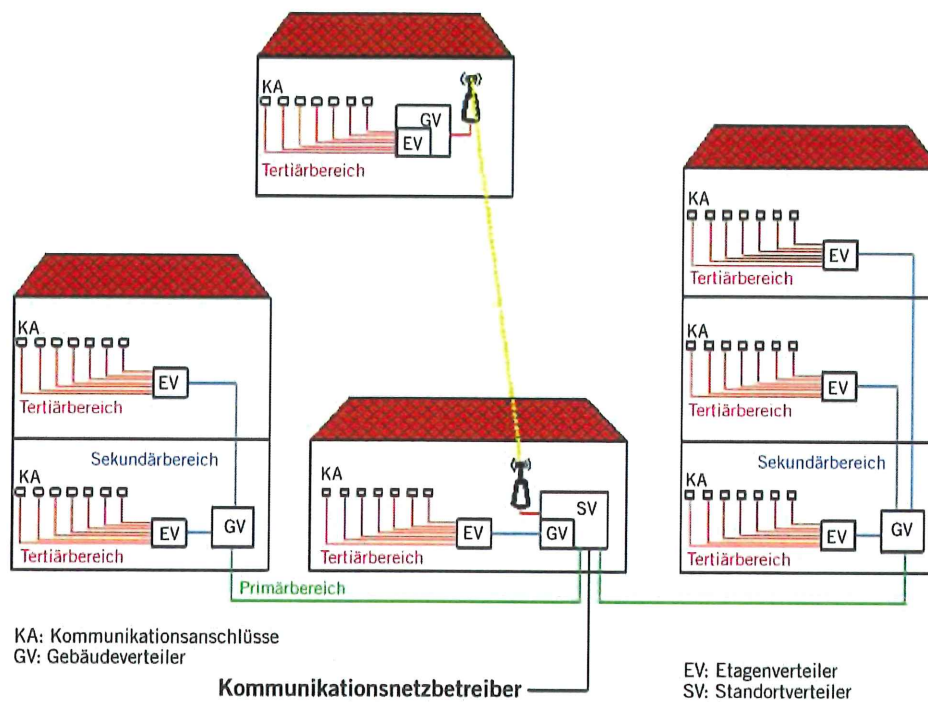 KA
GV
EV
Tertiärbereich
KA
EV
Tertiärbereich
Sekundärbereich
KA
EV
GV
Tertiärbereich
KA
SV
EV
GV
Tertiärbereich
KA
EV
Tertiärbereich
KA
EV
Tertiärbereich
Sekundärbereich
KA
EV
GV
Tertiärbereich
Primärbereich
KA: Kommunikationsanschlüsse
GV: Gebäudeverteiler
Kommunikationsnetzbetreiber
EV: Etagenverteiler
SV: Standortverteiler